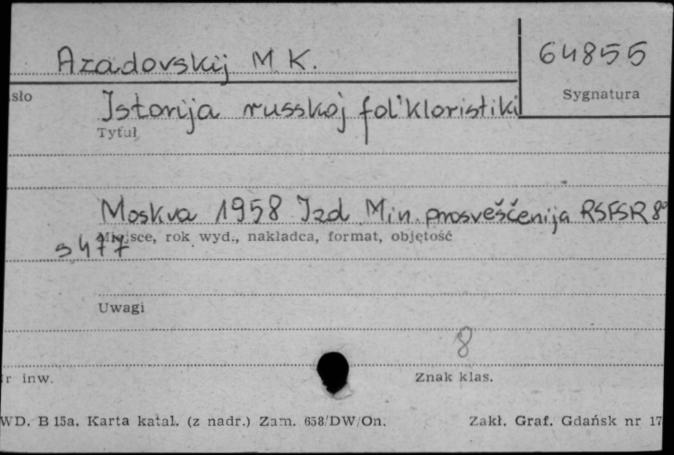 Azadovskij M K.
64855
sło
Sygnatura
Istorija russkoj fol'kloristiki
Tytuł
Moskva 1958 Izd Min. prosveščenija RSFSR 8°
Miejsce, rok wyd., nakładca, format, objętość
s 477
Uwagi
8
r inw.
Znak klas.
WD. B 15a. Karta katal. (z nadr.) Zam. 658/DW/On.
Zakł. Graf. Gdańsk nr 17